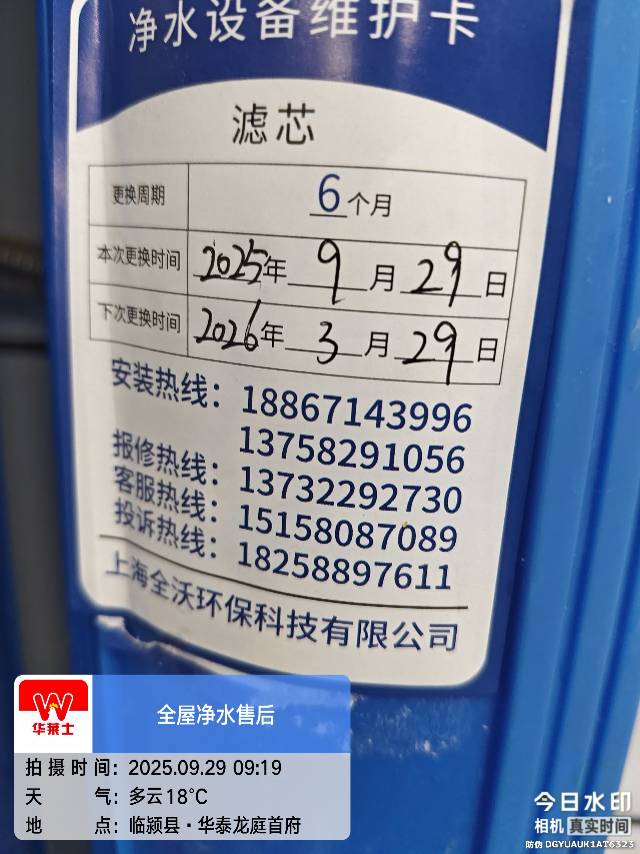 净水设备维护卡
滤芯
更换周期 6个月
本次更换时间 2025年9月29日
下次更换时间 2026年3月29日
安装热线：18867143996
13758291056
报修热线：13732292730
客服热线：15158087089
投诉热线：18258897611
上海全沃环保科技有限公司
华莱士
全屋净水售后
拍摄时间：2025.09.29 09:19
天气：多云18℃
地点：临颍县·华泰龙庭首府
今日水印
相机 真实时间
防伪 DGYUAUK1AT6323